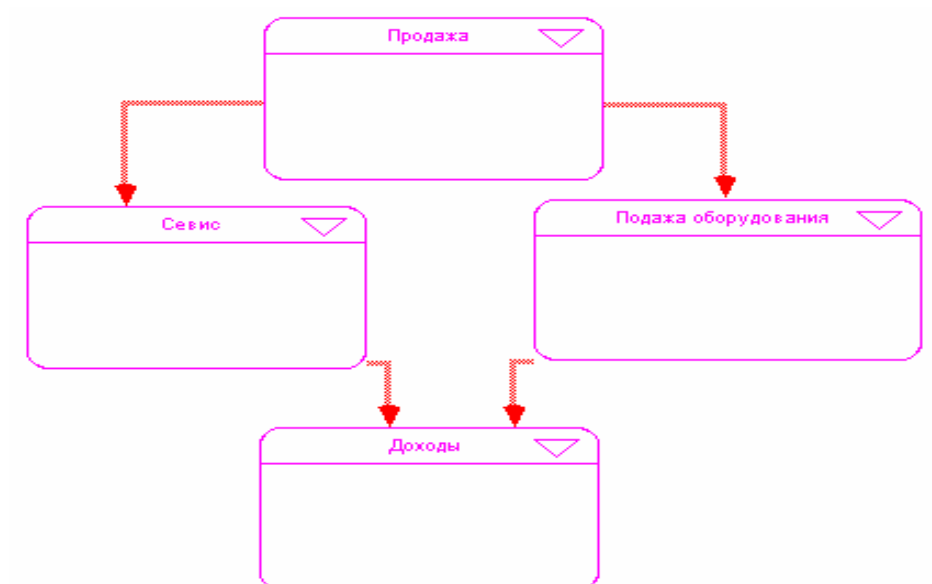 Продажа
Севис
Подажа оборудования
Доходы